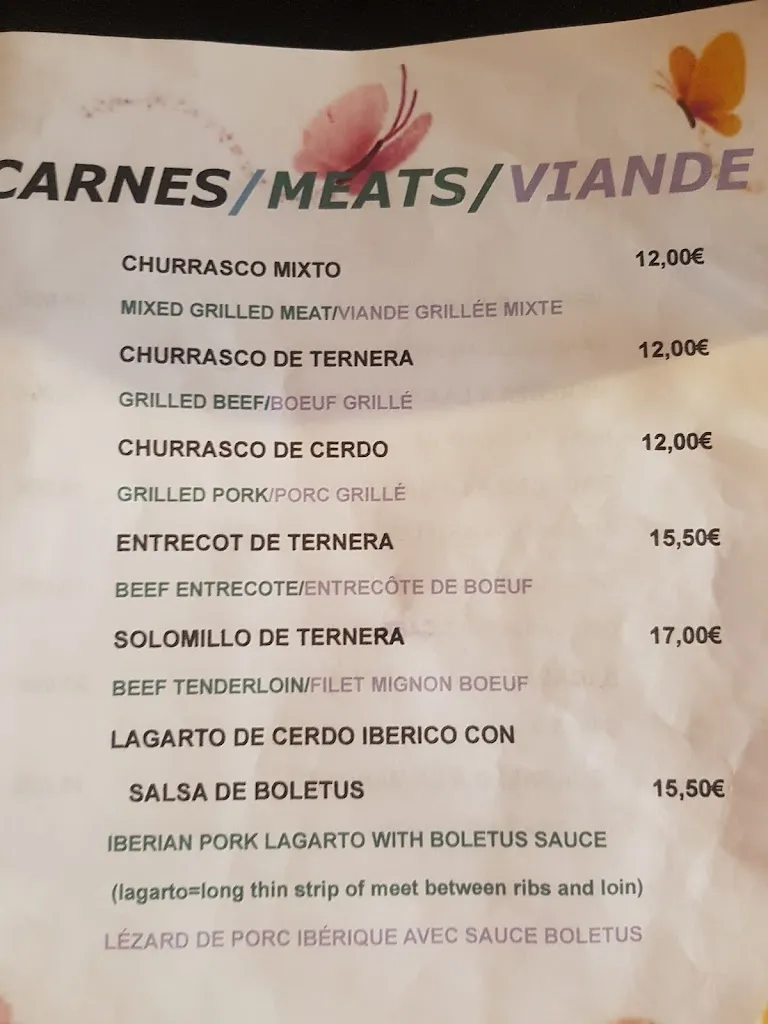 CARNES/MEATS/VIANDE
CHURRASCO MIXTO 12,00€
MIXED GRILLED MEAT/VIANDE GRILLÉE MIXTE
CHURRASCO DE TERNERA 12,00€
GRILLED BEEF/BOEUF GRILLÉ
CHURRASCO DE CERDO 12,00€
GRILLED PORK/PORC GRILLÉ
ENTRECOT DE TERNERA 15,50€
BEEF ENTRECOTE/ENTRECÔTE DE BOEUF
SOLOMILLO DE TERNERA 17,00€
BEEF TENDERLOIN/FILET MIGNON BOEUF
LAGARTO DE CERDO IBERICO CON
SALSA DE BOLETUS 15,50€
IBERIAN PORK LAGARTO WITH BOLETUS SAUCE
(lagarto=long thin strip of meet between ribs and loin)
LÉZARD DE PORC IBÉRIQUE AVEC SAUCE BOLETUS